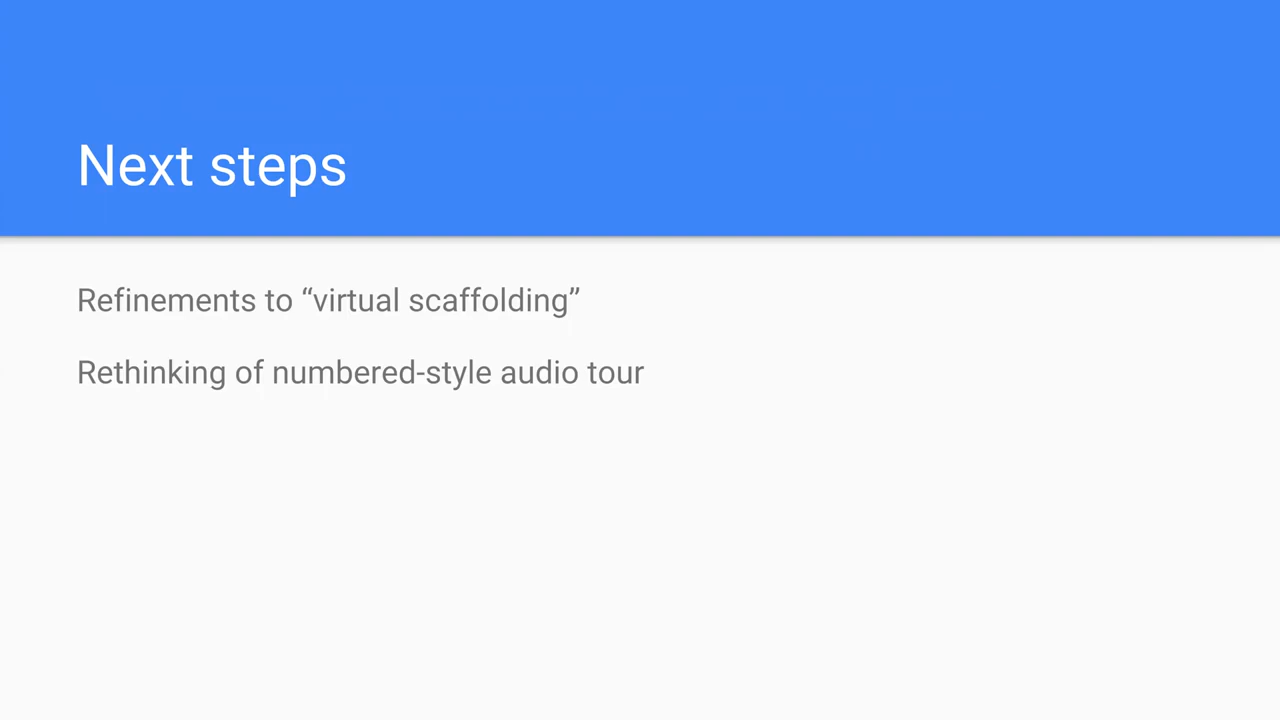 Next steps
Refinements to “virtual scaffolding”
Rethinking of numbered-style audio tour